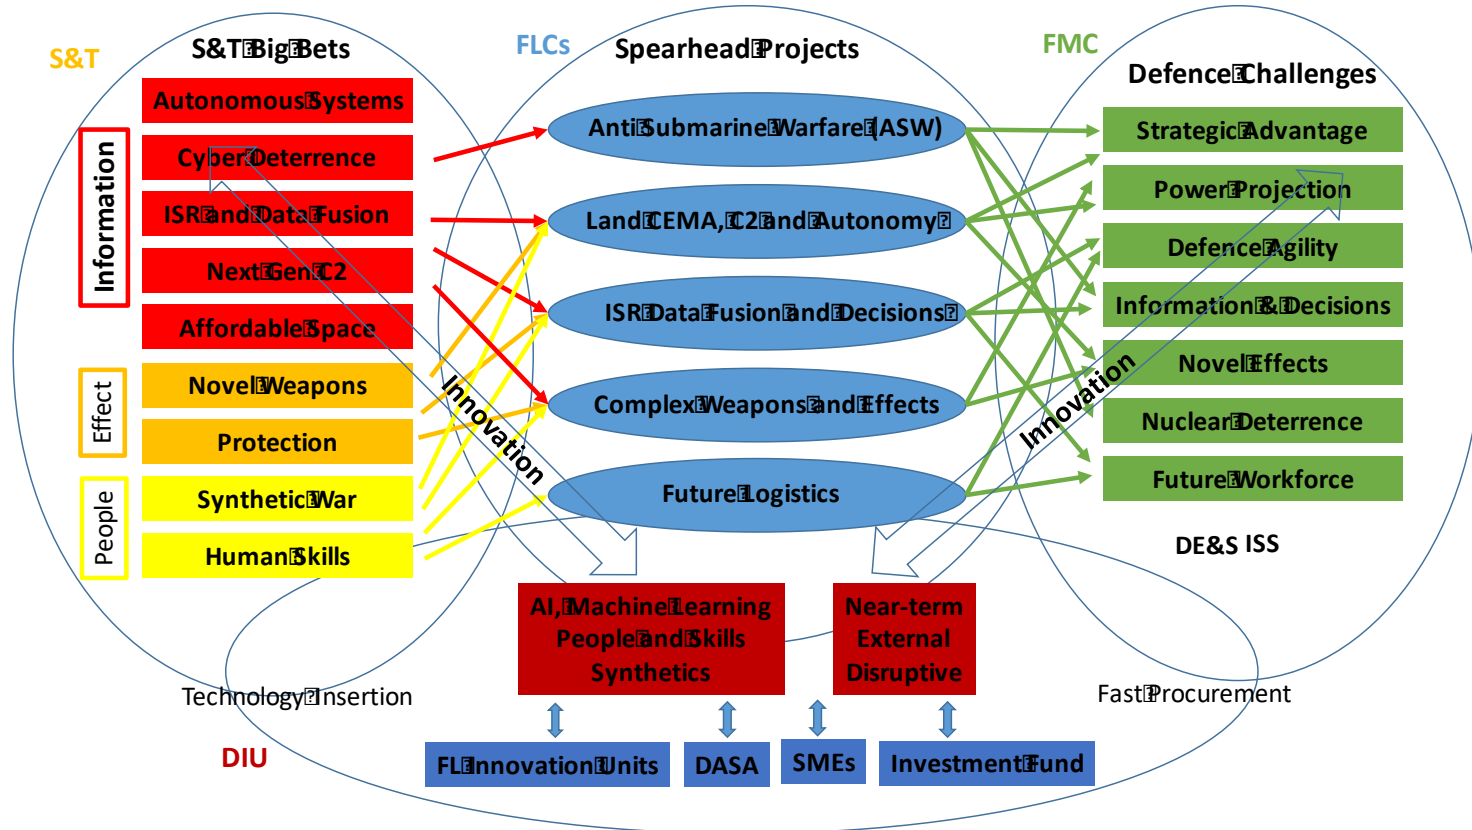 S&T
S&T Big Bets
Autonomous Systems
Cyber Deterrence
ISR and Data Fusion
Next Gen C2
Affordable Space
Novel Weapons
Protection
Synthetic War
Human Skills
Information
Effect
People
FLCs
Spearhead Projects
Anti Submarine Warfare (ASW)
Land CEMA, C2 and Autonomy
ISR Data Fusion and Decisions
Complex Weapons and Effects
Future Logistics
FMC
Defence Challenges
Strategic Advantage
Power Projection
Defence Agility
Information & Decisions
Novel Effects
Nuclear Deterrence
Future Workforce
DE&S ISS
Innovation
Innovation
AI, Machine Learning
People and Skills
Synthetics
Near-term
External
Disruptive
Technology Insertion
Fast Procurement
DIU
FL Innovation Units
DASA
SMEs
Investment Fund